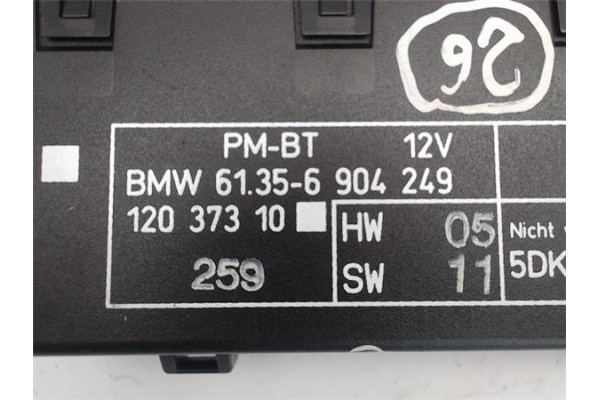 PM-BT 12V
BMW 61.35-6 904 249
120 373 10
HW 05
259
SW 11
Nicht
5DK